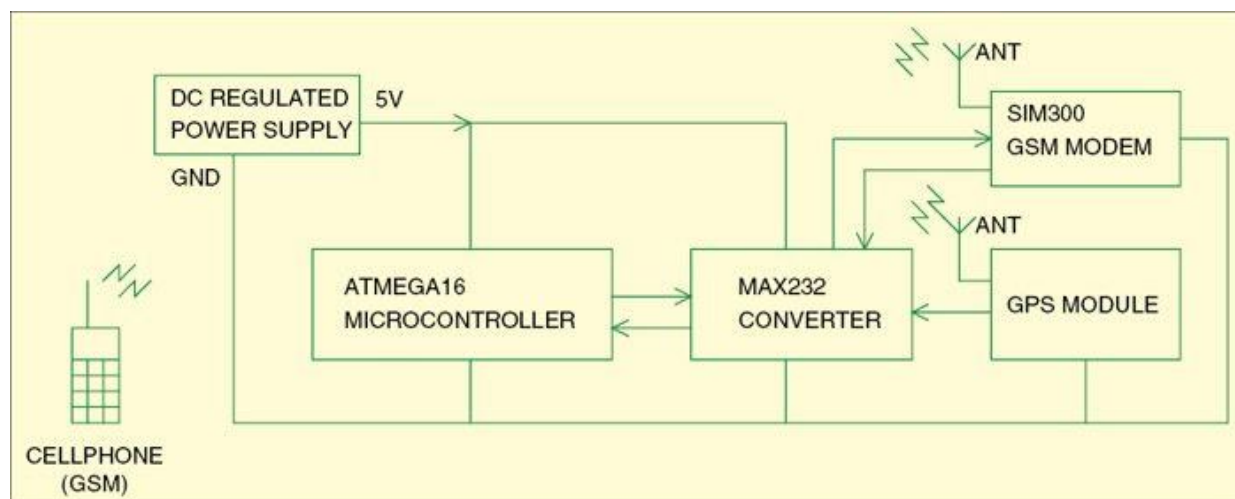 DC REGULATED
POWER SUPPLY
5V
GND
ANT
SIM300
GSM MODEM
ANT
ATMEGA16
MICROCONTROLLER
MAX232
CONVERTER
GPS MODULE
CELLPHONE
(GSM)